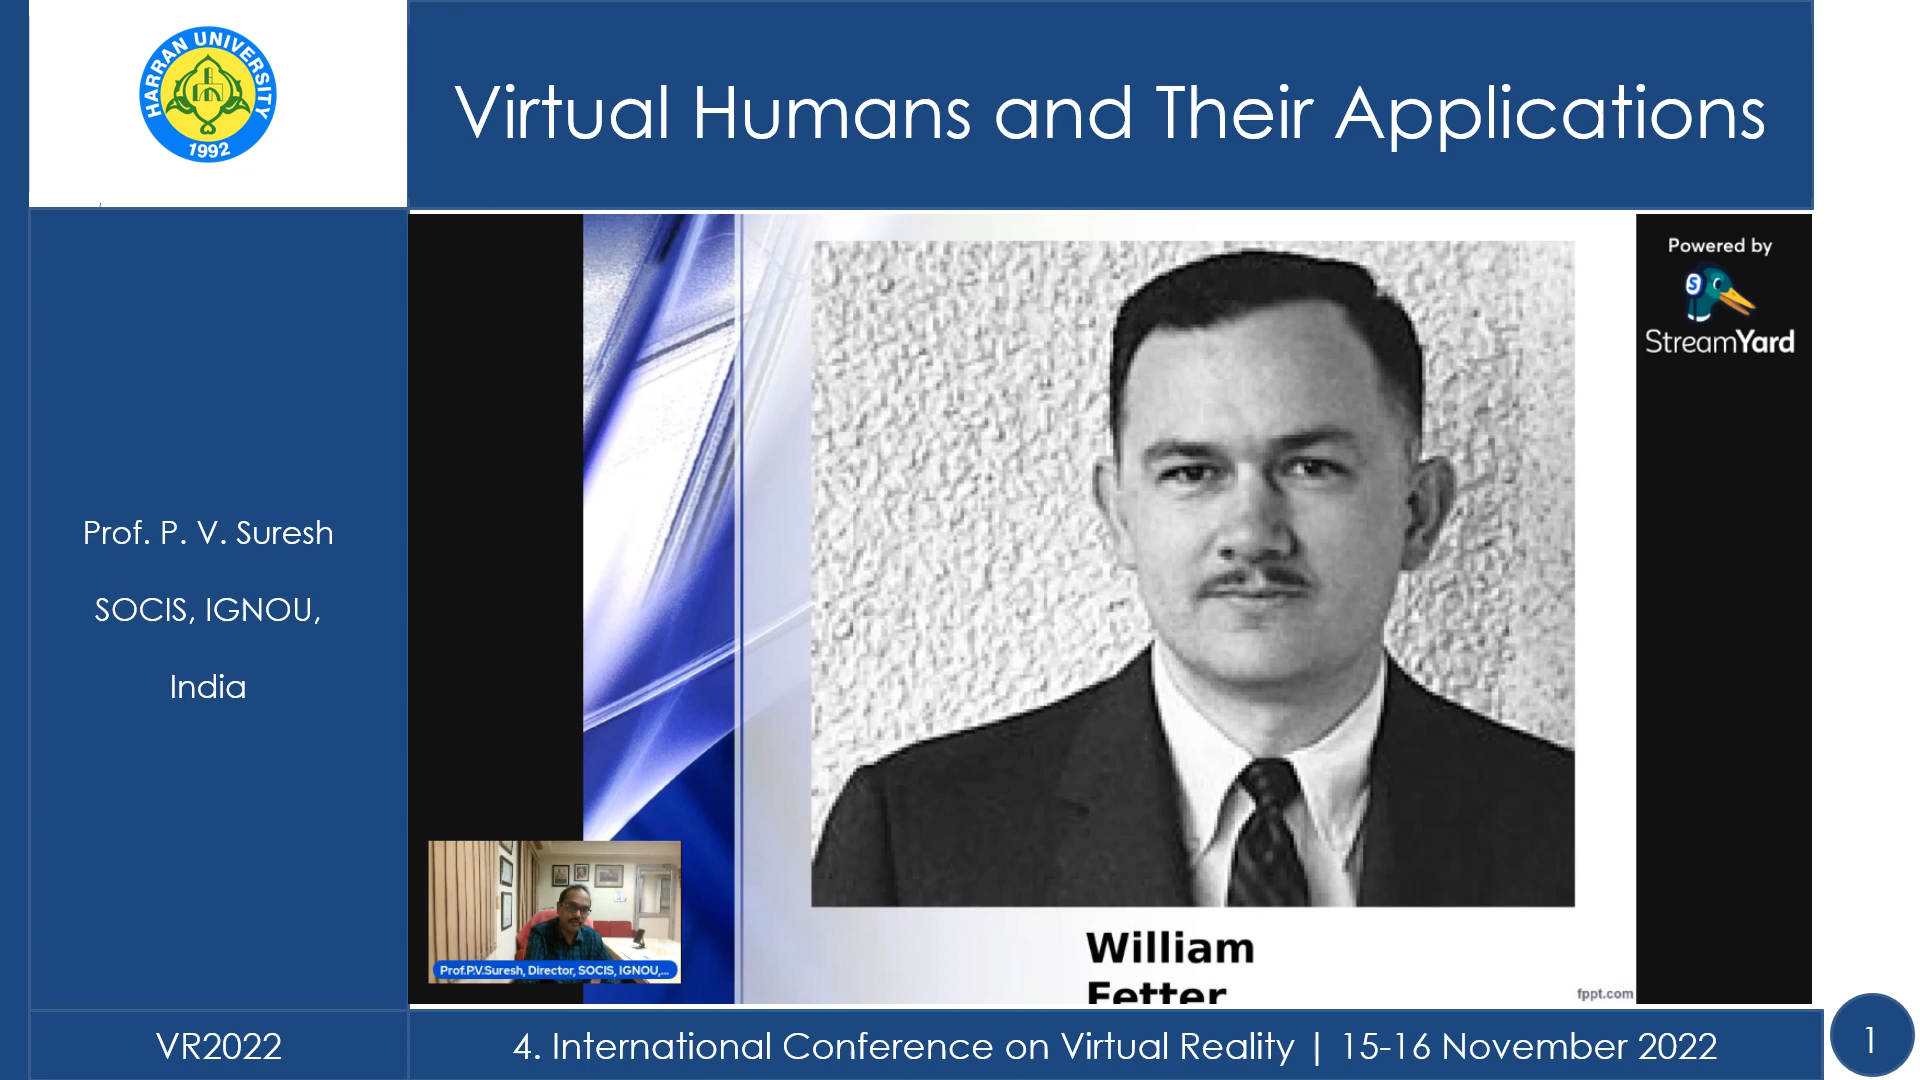 HARRAN UNIVERSITY
1992
Virtual Humans and Their Applications
Prof. P. V. Suresh
SOCIS, IGNOU,
India
Powered by
S
StreamYard
Prof.P.V.Suresh, Director, SOCIS, IGNOU,...
William
Fetter
fppt.com
VR2022
4. International Conference on Virtual Reality | 15-16 November 2022
1